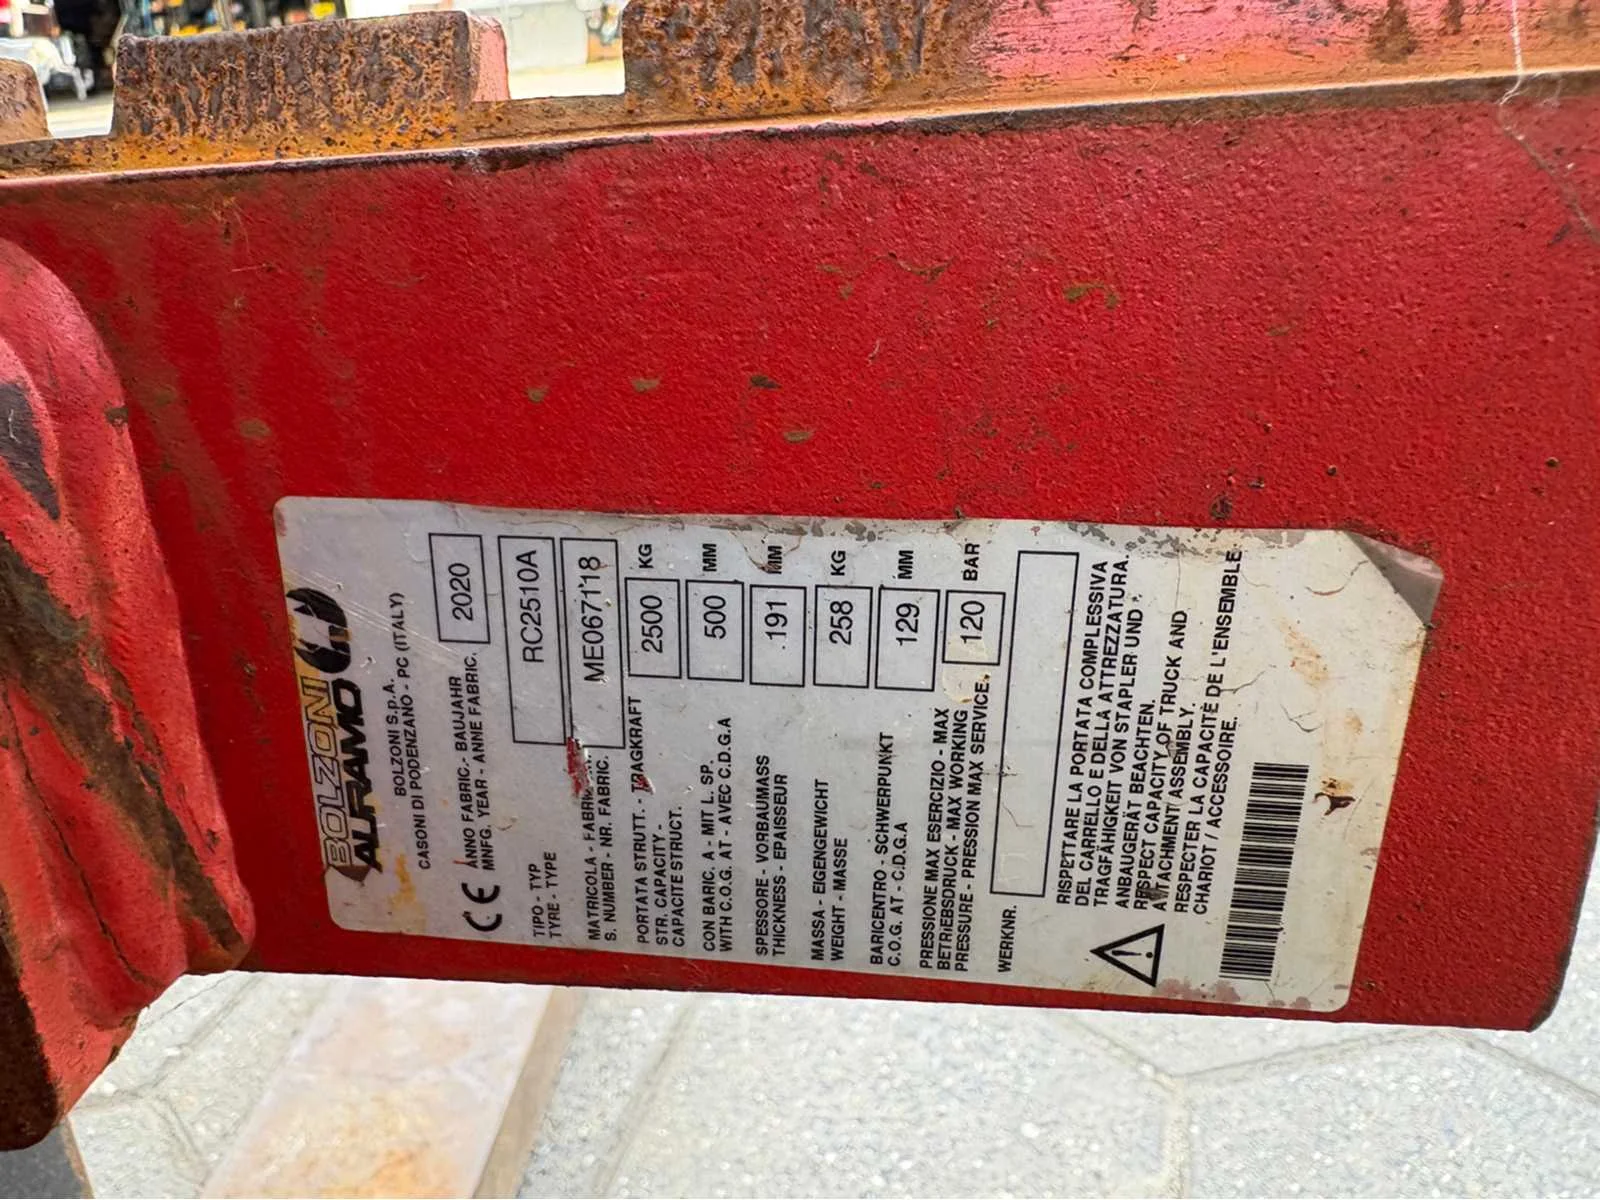 BOLZONI
AURAMO
BOLZONI S.p.A.
CASONI DI PODENZANO - PC (ITALY)
CE ANNO FABRIC. - BAUJAHR
MNFG. YEAR - ANNE FABRIC. 2020
TIPO - TYP
TYRE - TYPE RC2510A
MATRICOLA -
S. NUMBER - NR. FABRIC. ME067118
PORTATA STRUTT. - TRAGKRAFT
STR. CAPACITY -
CAPACITE STRUCT. 2500 KG
CON BARIC. A - MIT L. SP.
WITH C.O.G. AT - AVEC C.D.G.A 500 MM
SPESSORE - VORBAUMASS
THICKNESS - EPAISSEUR 191 MM
MASSA - EIGENGEWICHT
WEIGHT - MASSE 258 KG
BARICENTRO - SCHWERPUNKT
C.O.G. AT - C.D.G.A 129 MM
PRESSIONE MAX ESERCIZIO - MAX
BETRIEBSDRUCK - MAX WORKING
PRESSURE - PRESSION MAX SERVICE. 120 BAR
WERKNR.
RISPETTARE LA PORTATA COMPLESSIVA
DEL CARRELLO E DELLA ATTREZZATURA.
TRAGFÄHIGKEIT VON STAPLER UND
ANBAUGERÄT BEACHTEN.
RESPECT CAPACITY OF TRUCK AND
ATTACHMENT ASSEMBLY.
RESPECTER LA CAPACITÈ DE L'ENSEMBLE
CHARIOT / ACCESSOIRE.